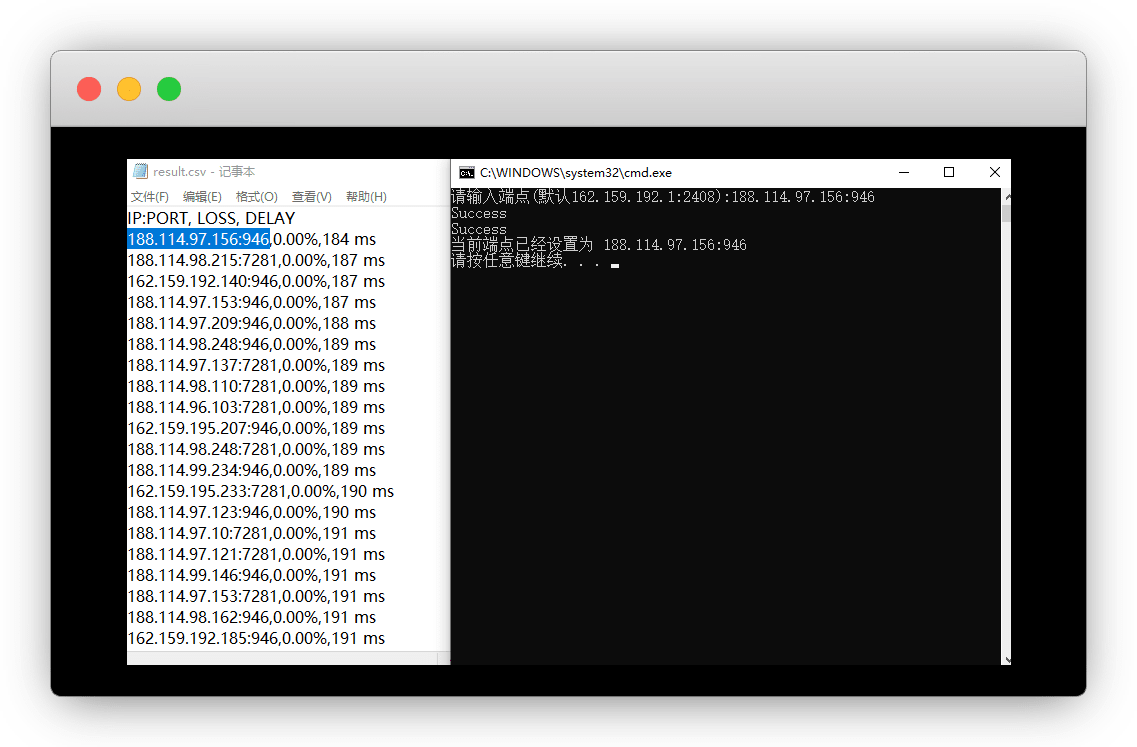 result.csv - 记事本
文件(F) 编辑(E) 格式(O) 查看(V) 帮助(H)
IP:PORT, LOSS, DELAY
188.114.97.156:946,0.00%,184 ms
188.114.98.215:7281,0.00%,187 ms
162.159.192.140:946,0.00%,187 ms
188.114.97.153:946,0.00%,187 ms
188.114.97.209:946,0.00%,188 ms
188.114.98.248:946,0.00%,189 ms
188.114.97.137:7281,0.00%,189 ms
188.114.98.110:7281,0.00%,189 ms
188.114.96.103:7281,0.00%,189 ms
162.159.195.207:946,0.00%,189 ms
188.114.98.248:7281,0.00%,189 ms
188.114.99.234:946,0.00%,189 ms
162.159.195.233:7281,0.00%,190 ms
188.114.97.123:946,0.00%,190 ms
188.114.97.10:7281,0.00%,191 ms
188.114.97.121:7281,0.00%,191 ms
188.114.99.146:946,0.00%,191 ms
188.114.97.153:7281,0.00%,191 ms
188.114.98.162:946,0.00%,191 ms
162.159.192.185:946,0.00%,191 ms
C:\WINDOWS\system32\cmd.exe
请输入端点(默认162.159.192.1:2408):188.114.97.156:946
Success
Success
当前端点已经设置为 188.114.97.156:946
请按任意键继续. . .